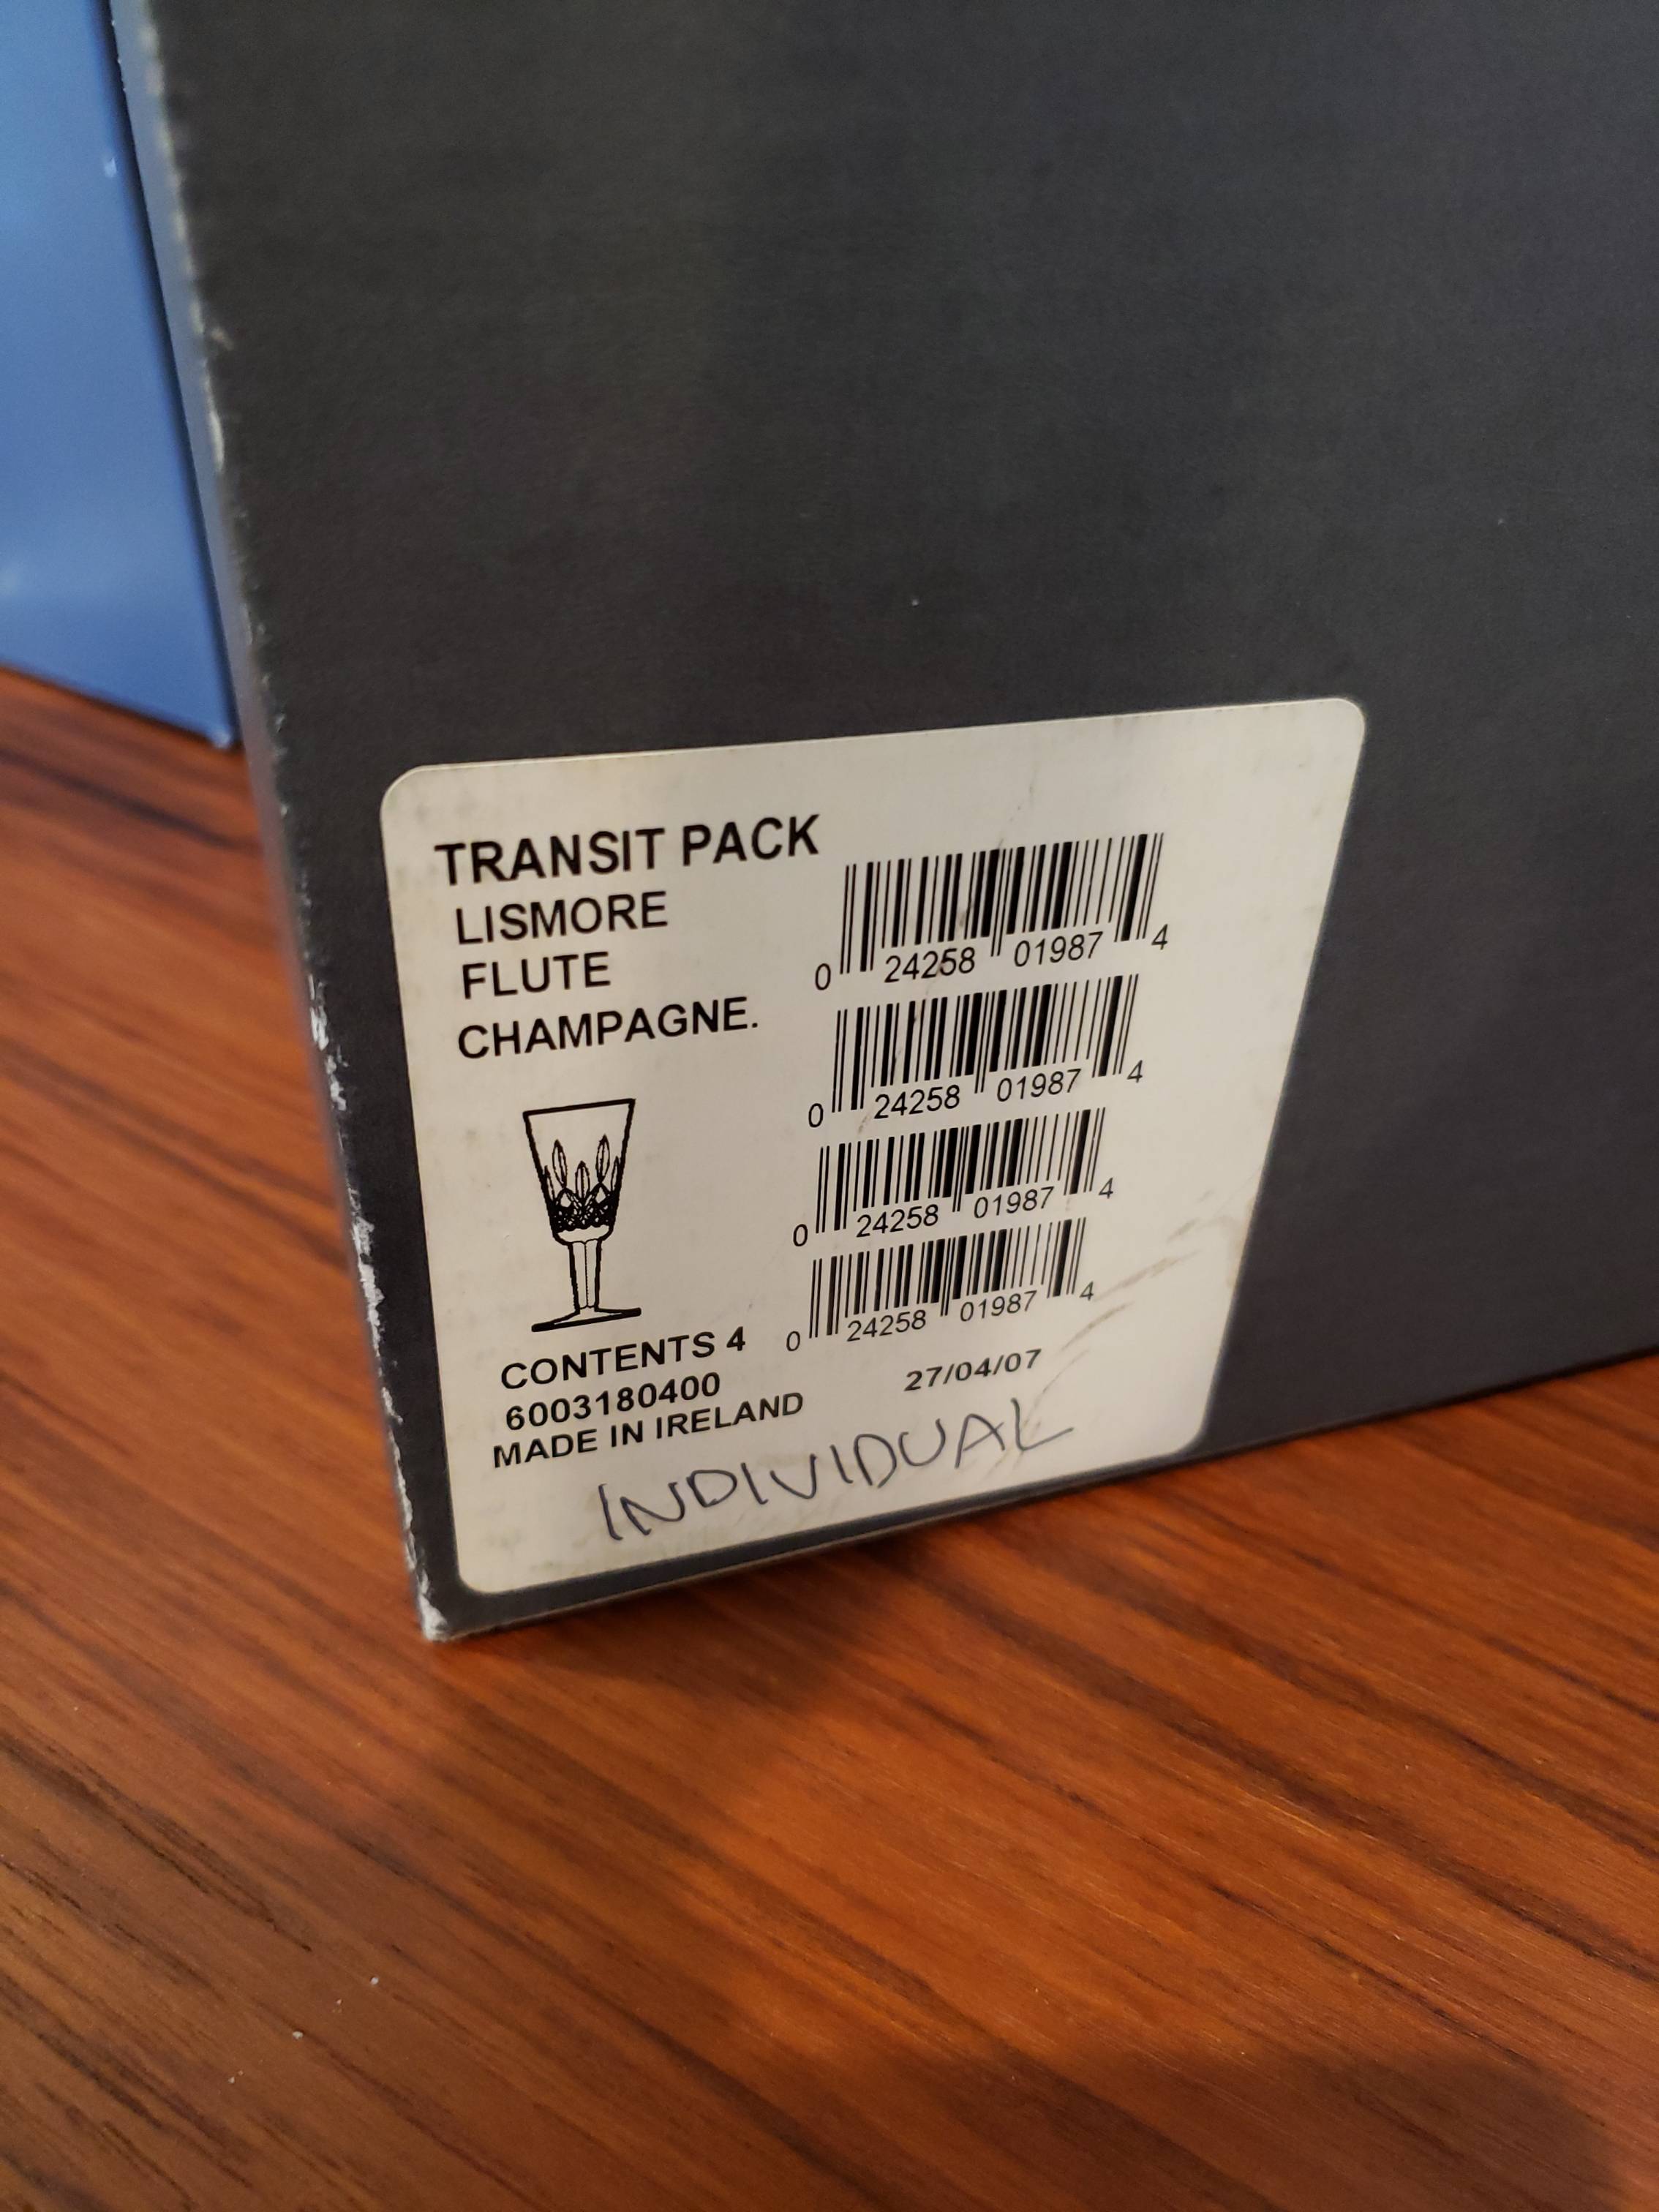 TRANSIT PACK
LISMORE
FLUTE
CHAMPAGNE.
0 24258 01987 4
0 24258 01987 4
0 24258 01987 4
0 24258 01987 4
CONTENTS 4
6003180400
MADE IN IRELAND
27/04/07
INDIVIDUAL